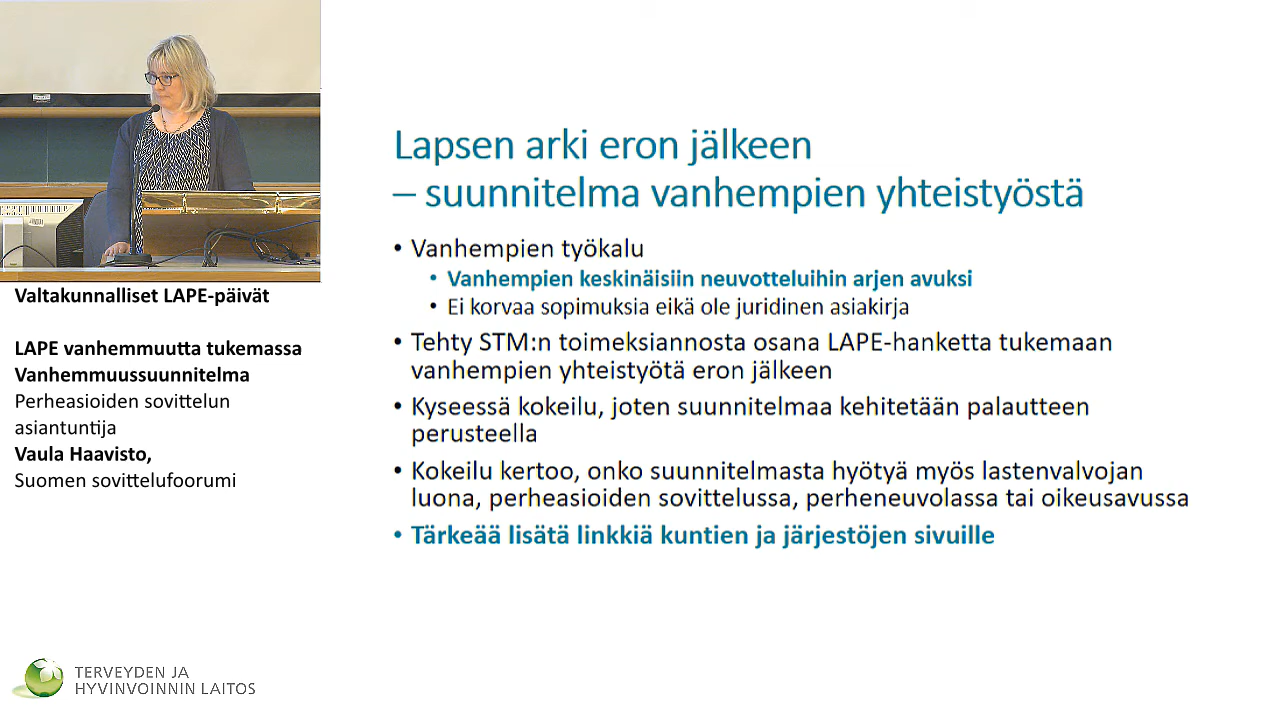 Valtakunnalliset LAPE-päivät
LAPE vanhemmuutta tukemassa
Vanhemmuussuunnitelma
Perheasioiden sovittelun
asiantuntija
Vaula Haavisto,
Suomen sovittelufoorumi
TERVEYDEN JA
HYVINVOINNIN LAITOS
Lapsen arki eron jälkeen
– suunnitelma vanhempien yhteistyöstä
• Vanhempien työkalu
• Vanhempien keskinäisiin neuvotteluihin arjen avuksi
• Ei korvaa sopimuksia eikä ole juridinen asiakirja
• Tehty STM:n toimeksiannosta osana LAPE-hanketta tukemaan
vanhempien yhteistyötä eron jälkeen
• Kyseessä kokeilu, joten suunnitelmaa kehitetään palautteen
perusteella
• Kokeilu kertoo, onko suunnitelmasta hyötyä myös lastenvalvojan
luona, perheasioiden sovittelussa, perheneuvolassa tai oikeusavussa
• Tärkeää lisätä linkkiä kuntien ja järjestöjen sivuille